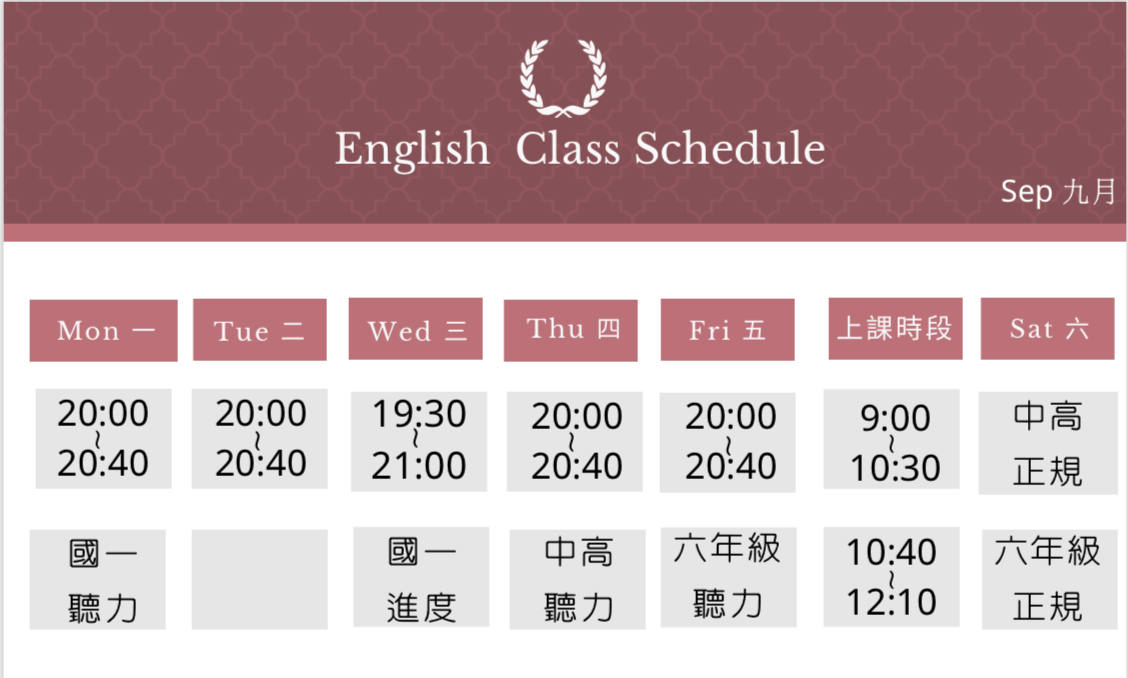 English Class Schedule
Sep 九月
Mon 一 Tue 二 Wed 三 Thu 四 Fri 五 上課時段 Sat 六
20:00 20:00 19:30 20:00 20:00 9:00 中高
~ ~ ~ ~ ~ ~
20:40 20:40 21:00 20:40 20:40 10:30 正規
國一 國一 中高 六年級 10:40 六年級
~
聽力 進度 聽力 聽力 12:10 正規